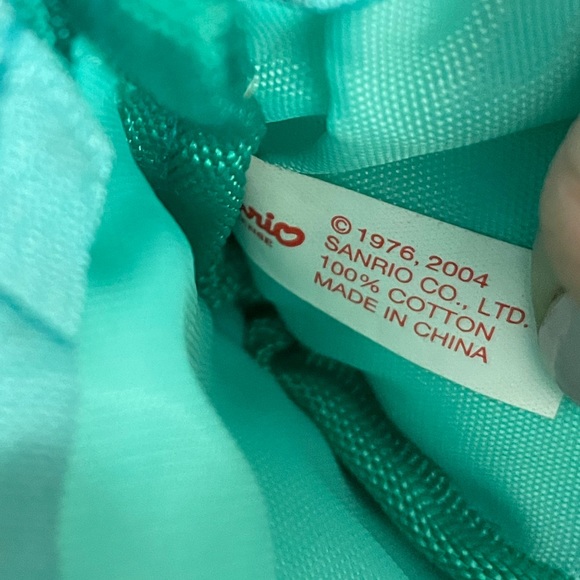 © 1976, 2004
SANRIO CO., LTD.
100% COTTON
MADE IN CHINA